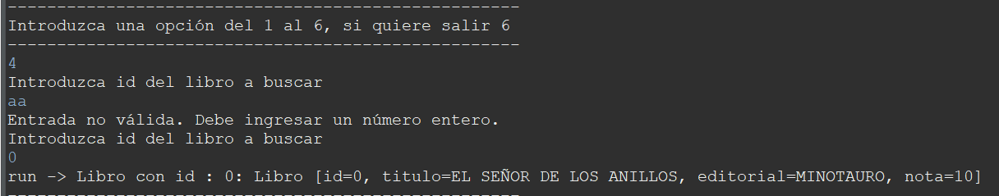 -----------------------------------------------------
Introduzca una opción del 1 al 6, si quiere salir 6
-----------------------------------------------------
4
Introduzca id del libro a buscar
aa
Entrada no válida. Debe ingresar un número entero.
Introduzca id del libro a buscar
0
run -> Libro con id : 0: Libro [id=0, titulo=EL SEÑOR DE LOS ANILLOS, editorial=MINOTAURO, nota=10]
-----------------------------------------------------